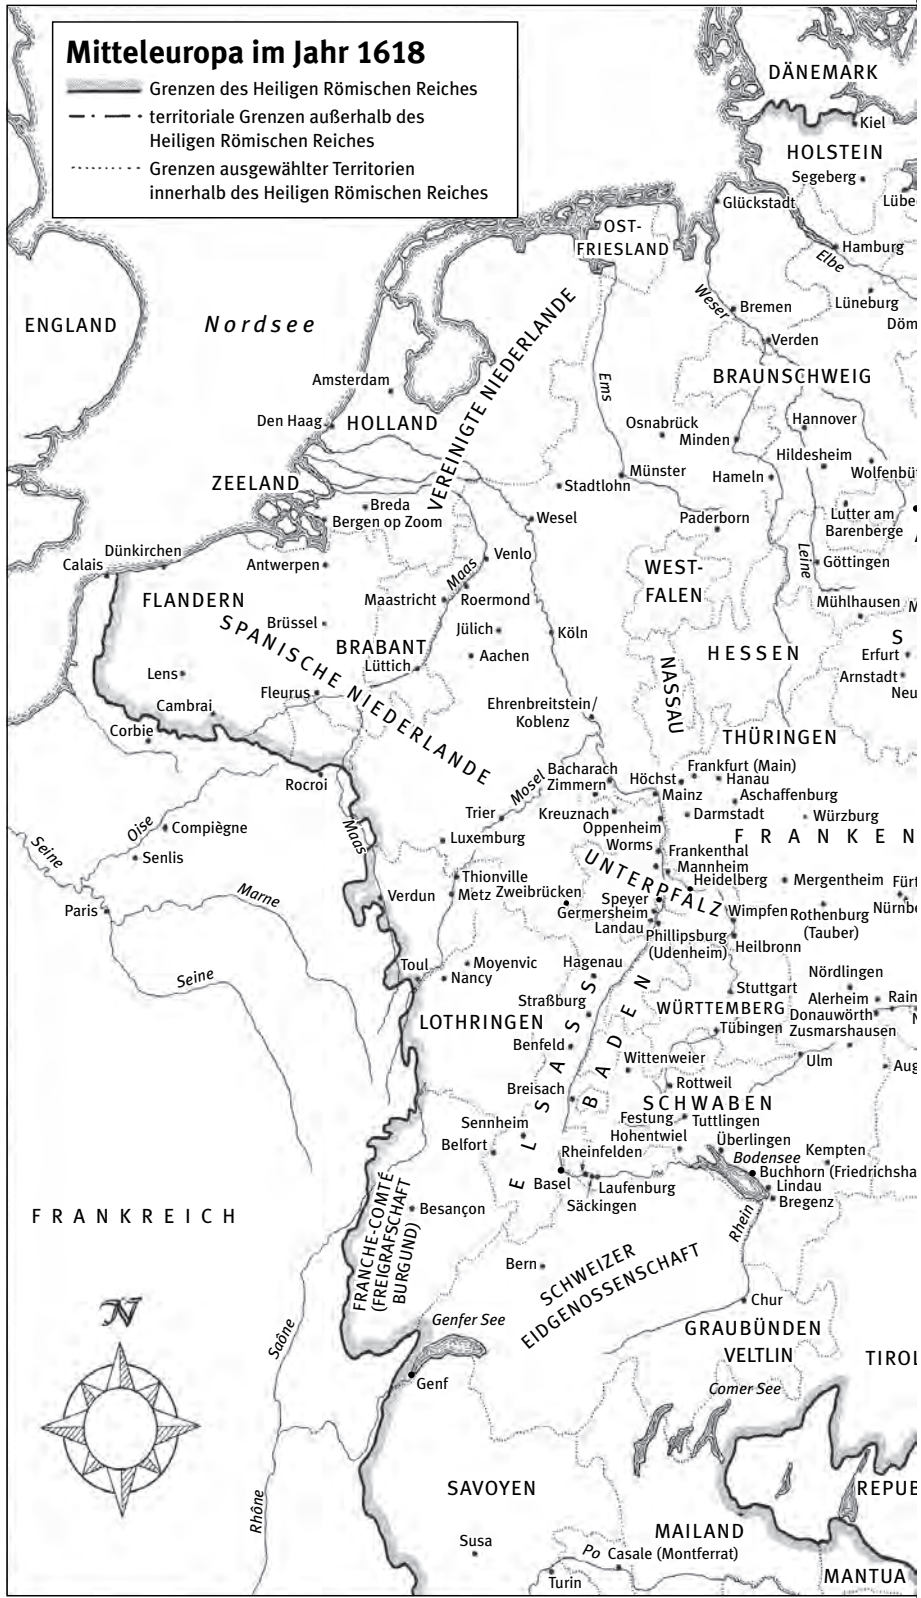 Mitteleuropa im Jahr 1618
Grenzen des Heiligen Römischen Reiches
territoriale Grenzen außerhalb des
Heiligen Römischen Reiches
Grenzen ausgewählter Territorien
innerhalb des Heiligen Römischen Reiches
DÄNEMARK
Kiel
HOLSTEIN
Segeberg
Glückstadt
Lübe
OST-
FRIESLAND
Hamburg
Elbe
Weser
Lüneburg
Bremen
Döm
ENGLAND
Nordsee
Verden
VEREINIGTE NIEDERLANDE
Ems
BRAUNSCHWEIG
Amsterdam
Den Haag
HOLLAND
Osnabrück
Hannover
Minden
Hildesheim
ZEELAND
Münster
Hameln
Wolfenbüt
Stadtlohn
Breda
Bergen op Zoom
Wesel
Paderborn
Lutter am
Barenberge
Dünkirchen
Calais
Antwerpen
Venlo
Maas
WEST-
FALEN
Leine
Göttingen
FLANDERN
Maastricht
Roermond
Mühlhausen
M
SPANISCHE NIEDERLANDE
Brüssel
BRABANT
Jülich
Köln
S
Lüttich
Aachen
NASSAU
HESSEN
Erfurt
Arnstadt
Neu
Lens
Fleurus
Cambrai
Ehrenbreitstein/
Koblenz
Corbie
THÜRINGEN
Rocroi
Mosel
Bacharach
Zimmern
Höchst
Frankfurt (Main)
Hanau
Mainz
Aschaffenburg
Oise
Compiègne
Maas
Trier
Kreuznach
Darmstadt
Würzburg
Seine
Senlis
Luxemburg
Oppenheim
Worms
FRANKEN
Marne
UNTERPFALZ
Frankenthal
Mannheim
Thionville
Heidelberg
Mergentheim
Fürt
Verdun
Metz
Zweibrücken
Speyer
Nürnbe
Paris
Germersheim
Wimpfen
Rothenburg
(Tauber)
Landau
Phillipsburg
(Udenheim)
Heilbronn
Seine
Toul
Moyenvic
Nancy
Hagenau
Nördlingen
Stuttgart
Straßburg
Alerheim
Rain
LOTHRINGEN
WÜRTTEMBERG
Donauwörth
N
Tübingen
Zusmarshausen
Benfeld
ELSASS
BADEN
Wittenweier
Ulm
Aug
Breisach
Rottweil
SCHWABEN
Sennheim
Festung
Hohentwiel
Tuttlingen
Belfort
Überlingen
Rheinfelden
Bodensee
Kempten
Basel
Laufenburg
Buchhorn (Friedrichsha
Säckingen
Lindau
Bregenz
FRANKREICH
FRANCHE-COMTÉ
(FREIGRAFSCHAFT
BURGUND)
Besançon
Rhein
Bern
SCHWEIZER
EIDGENOSSENSCHAFT
N
Saône
Genfer See
Chur
GRAUBÜNDEN
VELTLIN
TIROL
Genf
Comer See
Rhône
SAVOYEN
REPUB
MAILAND
Susa
Po
Casale (Montferrat)
Turin
MANTUA